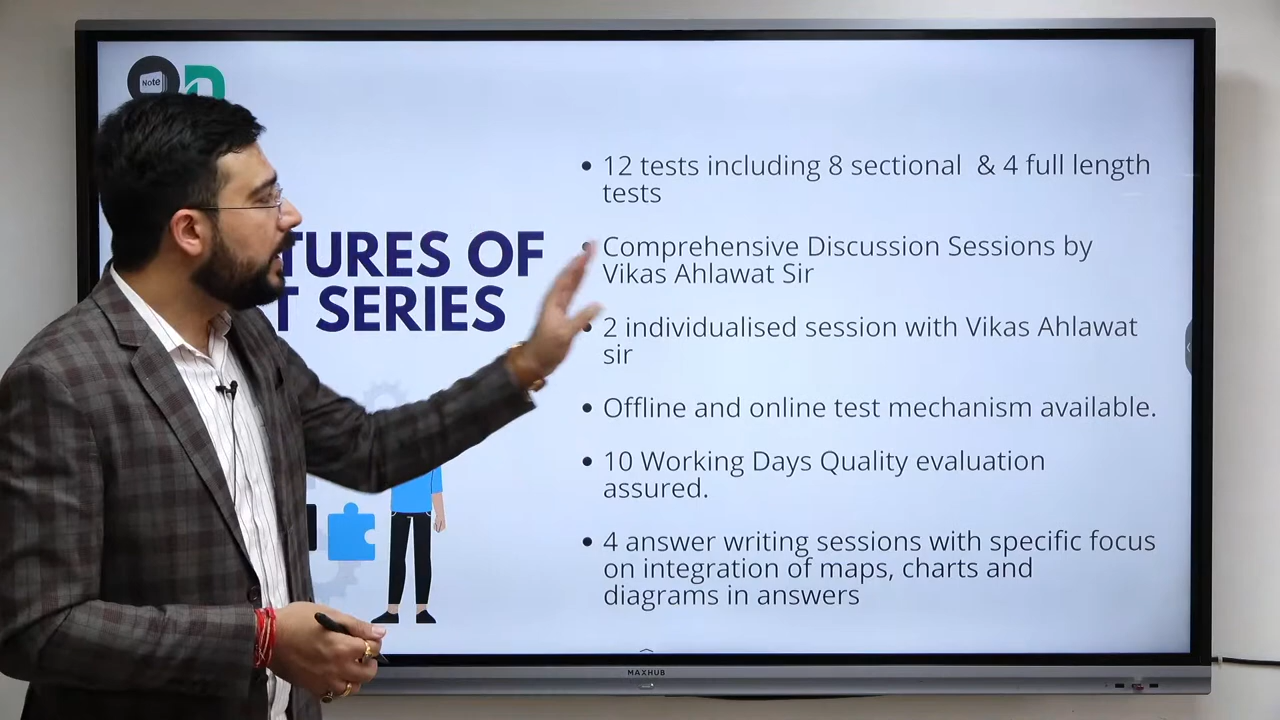 Note
TURES OF
T SERIES
• 12 tests including 8 sectional & 4 full length
tests
• Comprehensive Discussion Sessions by
Vikas Ahlawat Sir
• 2 individualised session with Vikas Ahlawat
sir
• Offline and online test mechanism available.
• 10 Working Days Quality evaluation
assured.
• 4 answer writing sessions with specific focus
on integration of maps, charts and
diagrams in answers
MAXHUB